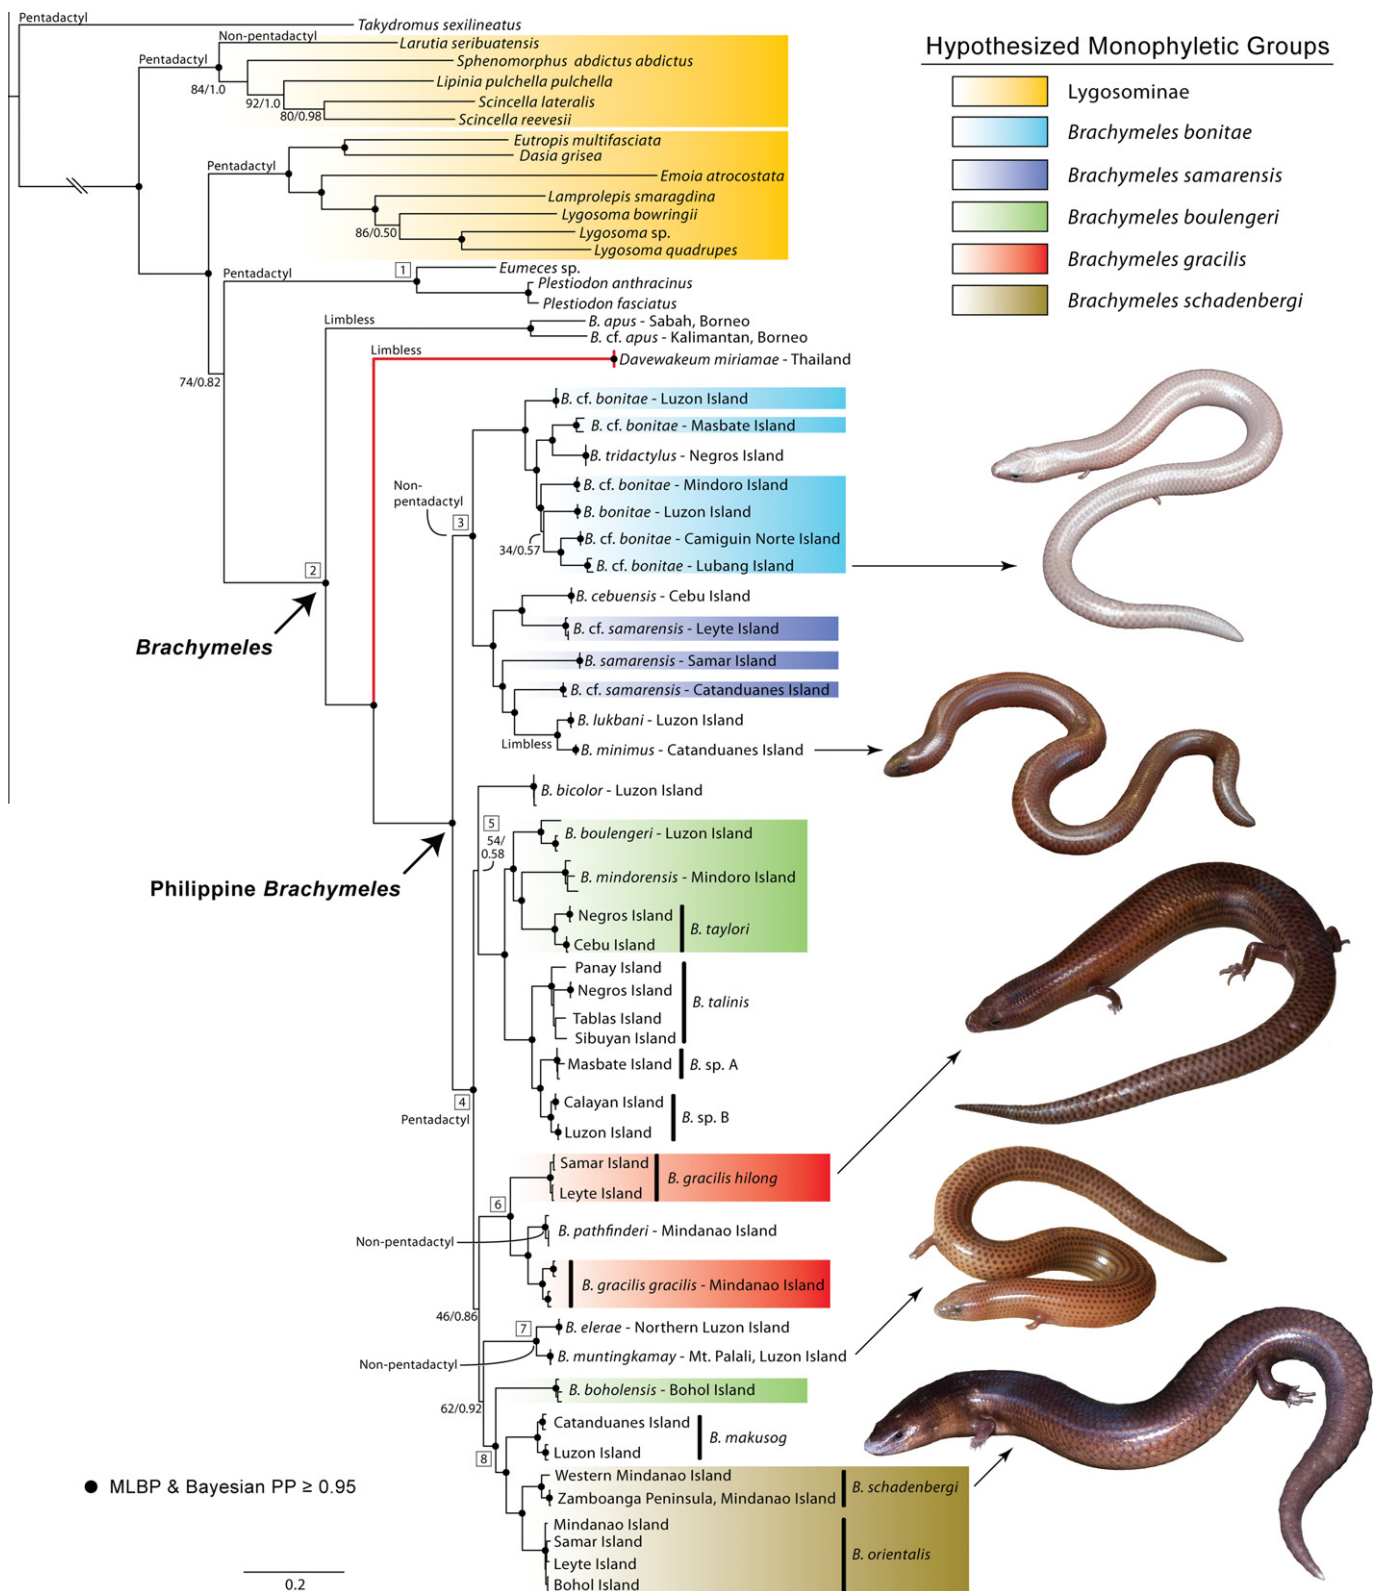 Pentadactyl
Takydromus sexilineatus
Non-pentadactyl
Larutia seribuatensis
Pentadactyl
Sphenomorphus abdictus abdictus
84/1.0
Lipinia pulchella pulchella
92/1.0
Scincella lateralis
80/0.98
Scincella reevesii
Eutropis multifasciata
Dasia grisea
Pentadactyl
Emoia atrocostata
Lamprolepis smaragdina
Lygosoma bowringii
86/0.50
Lygosoma sp.
Lygosoma quadrupes
Pentadactyl
1
Eumeces sp.
Plestiodon anthracinus
Plestiodon fasciatus
Limbless
B. apus - Sabah, Borneo
B. cf. apus - Kalimantan, Borneo
Limbless
Davewakeum miriamae - Thailand
74/0.82
B. cf. bonitae - Luzon Island
B. cf. bonitae - Masbate Island
B. tridactylus - Negros Island
Non-
pentadactyl
B. cf. bonitae - Mindoro Island
B. bonitae - Luzon Island
3
B. cf. bonitae - Camiguin Norte Island
34/0.57
B. cf. bonitae - Lubang Island
2
B. cebuensis - Cebu Island
B. cf. samarensis - Leyte Island
Brachymeles
B. samarensis - Samar Island
B. cf. samarensis - Catanduanes Island
B. lukbani - Luzon Island
Limbless
B. minimus - Catanduanes Island
B. bicolor - Luzon Island
5
54/
0.58
B. boulengeri - Luzon Island
B. mindorensis - Mindoro Island
Philippine Brachymeles
Negros Island
B. taylori
Cebu Island
Panay Island
Negros Island
B. talinis
Tablas Island
Sibuyan Island
Masbate Island
B. sp. A
4
Calayan Island
Pentadactyl
B. sp. B
Luzon Island
Samar Island
B. gracilis hilong
Leyte Island
6
B. pathfinderi - Mindanao Island
Non-pentadactyl
B. gracilis gracilis - Mindanao Island
46/0.86
7
B. elerae - Northern Luzon Island
B. muntingkamay - Mt. Palali, Luzon Island
Non-pentadactyl
B. boholensis - Bohol Island
62/0.92
Catanduanes Island
B. makusog
Luzon Island
8
Western Mindanao Island
B. schadenbergi
Zamboanga Peninsula, Mindanao Island
Mindanao Island
Samar Island
B. orientalis
Leyte Island
Bohol Island
MLBP & Bayesian PP ≥ 0.95
0.2
Hypothesized Monophyletic Groups
Lygosominae
Brachymeles bonitae
Brachymeles samarensis
Brachymeles boulengeri
Brachymeles gracilis
Brachymeles schadenbergi